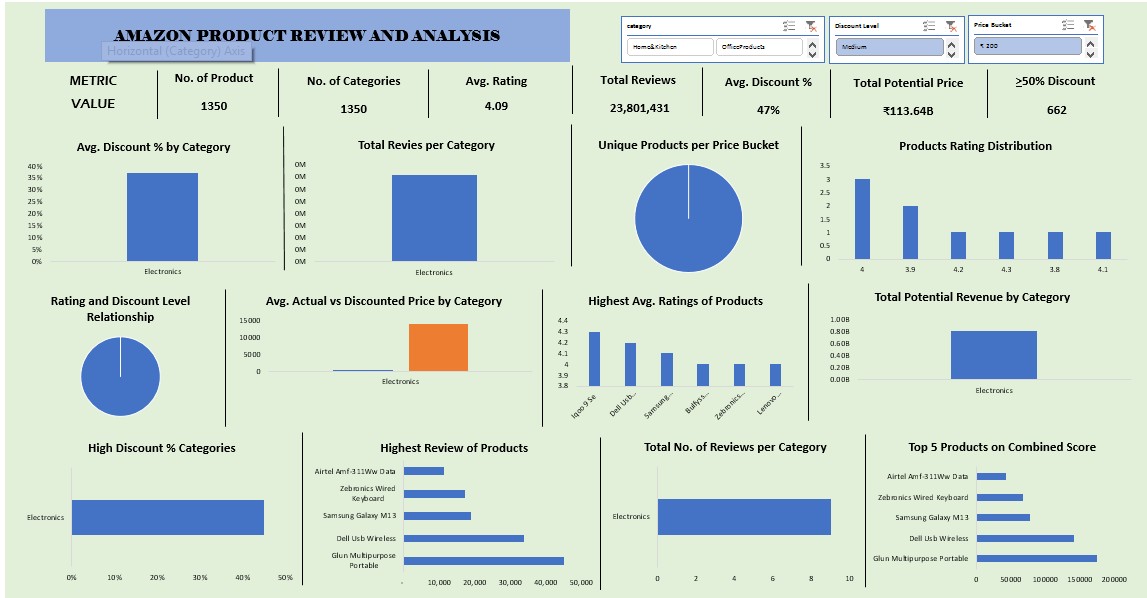 AMAZON PRODUCT REVIEW AND ANALYSIS
Horizontal (Category) Axis
category
Home&Kitchen
OfficeProducts
Discount Level
Medium
Price Bucket
₹ 200
METRIC
No. of Product
No. of Categories
Avg. Rating
Total Reviews
Avg. Discount %
Total Potential Price
≥50% Discount
VALUE
1350
1350
4.09
23,801,431
47%
₹113.64B
662
Avg. Discount % by Category
40%
35%
30%
25%
20%
15%
10%
5%
0%
Electronics
Total Revies per Category
0M
0M
0M
0M
0M
0M
0M
0M
0M
Electronics
Unique Products per Price Bucket
Products Rating Distribution
3.5
3
2.5
2
1.5
1
0.5
0
4
3.9
4.2
4.3
3.8
4.1
Rating and Discount Level
Relationship
Avg. Actual vs Discounted Price by Category
15000
10000
5000
0
Electronics
Highest Avg. Ratings of Products
4.4
4.3
4.2
4.1
4
3.9
3.8
Iqoo 9 Se
Dell Usb...
Samsung...
Zebronics...
Lenovo...
Total Potential Revenue by Category
1.00B
0.80B
0.60B
0.40B
0.20B
0.00B
Electronics
High Discount % Categories
Electronics
0%
10%
20%
30%
40%
50%
Highest Review of Products
Airtel Amf-311Ww Data
Zebronics Wired
Keyboard
Samsung Galaxy M13
Dell Usb Wireless
Glun Multipurpose
Portable
-
10,000
20,000
30,000
40,000
50,000
Total No. of Reviews per Category
Electronics
0
2
4
6
8
10
Top 5 Products on Combined Score
Airtel Amf-311Ww Data
Zebronics Wired Keyboard
Samsung Galaxy M13
Dell Usb Wireless
Glun Multipurpose Portable
0
50000
100000
150000
200000